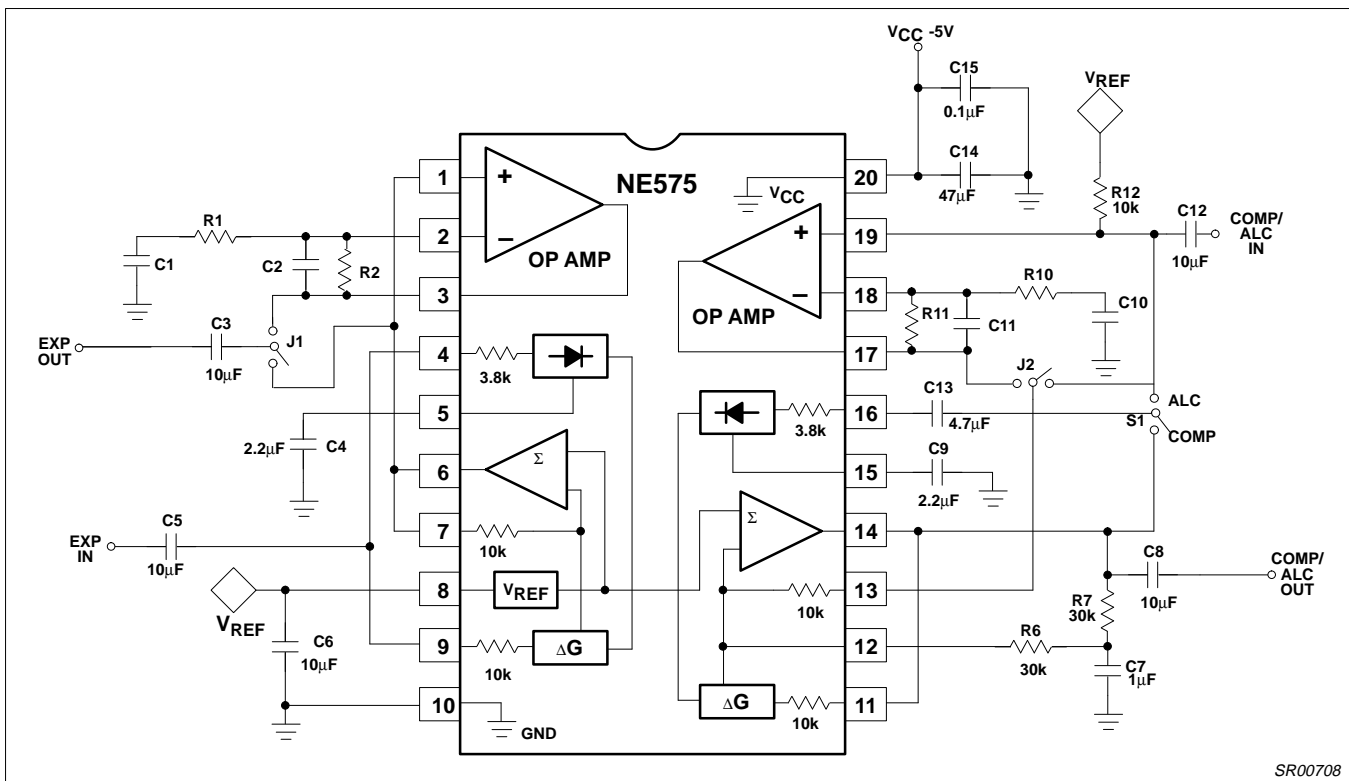 VCC -5V
C15
0.1µF
VREF
C14
47µF
NE575
VCC
R12
10k
C12
10µF
COMP/
ALC
IN
1
+
20
R1
2
−
OP AMP
+
19
C1
C2
R2
3
−
18
R10
C10
OP AMP
R11
C11
EXP
OUT
C3
10µF
J1
17
4
3.8k
J2
C13
4.7µF
ALC
S1
COMP
5
16
3.8k
2.2µF
C4
6
Σ
15
C9
2.2µF
EXP
IN
C5
10µF
7
10k
Σ
14
COMP/
ALC
OUT
C8
10µF
VREF
8
VREF
10k
13
R7
30k
C6
10µF
9
10k
ΔG
12
R6
30k
C7
1µF
10
GND
ΔG
10k
11
SR00708